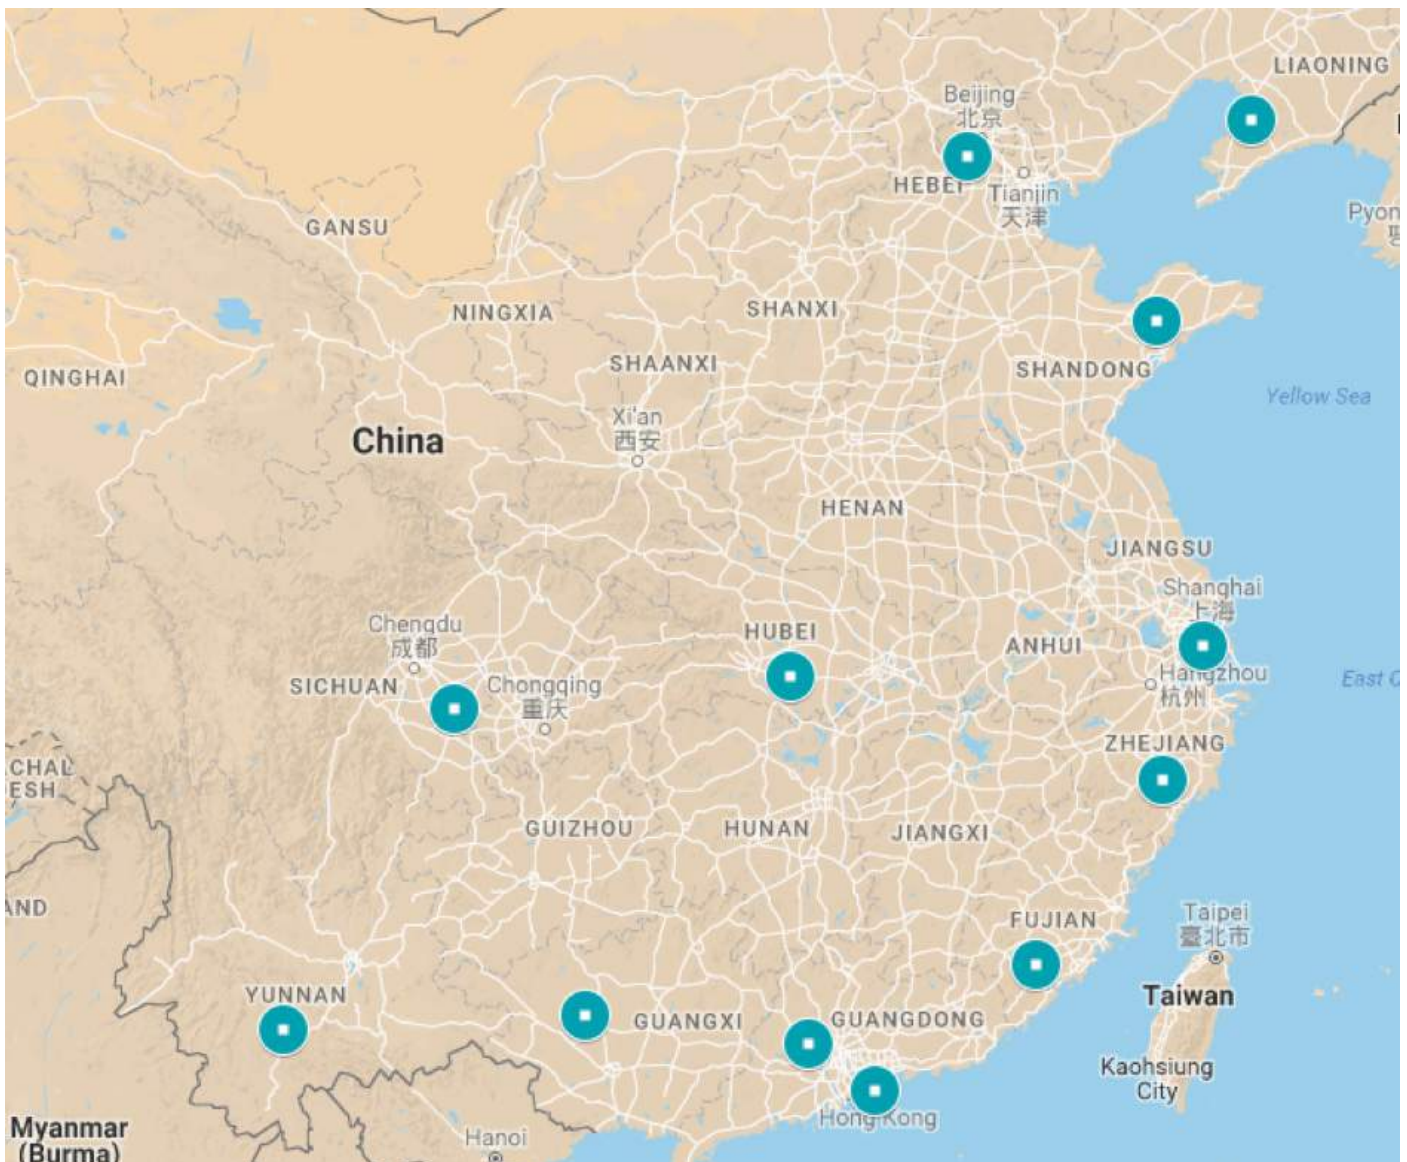 LIAONING
Beijing
北京
HEBEI
Tianjin
天津
Pyon
GANSU
NINGXIA
SHANXI
QINGHAI
SHAANXI
SHANDONG
Yellow Sea
Xi'an
西安
China
HENAN
JIANGSU
Shanghai
上海
Chengdu
成都
HUBEI
ANHUI
SICHUAN
Chongqing
重庆
Hangzhou
杭州
East C
ZHEJIANG
CHAL
ESH
GUIZHOU
HUNAN
JIANGXI
AND
FUJIAN
Taipei
臺北市
YUNNAN
Taiwan
GUANGXI
GUANGDONG
Kaohsiung
City
Hong Kong
Myanmar
(Burma)
Hanoi